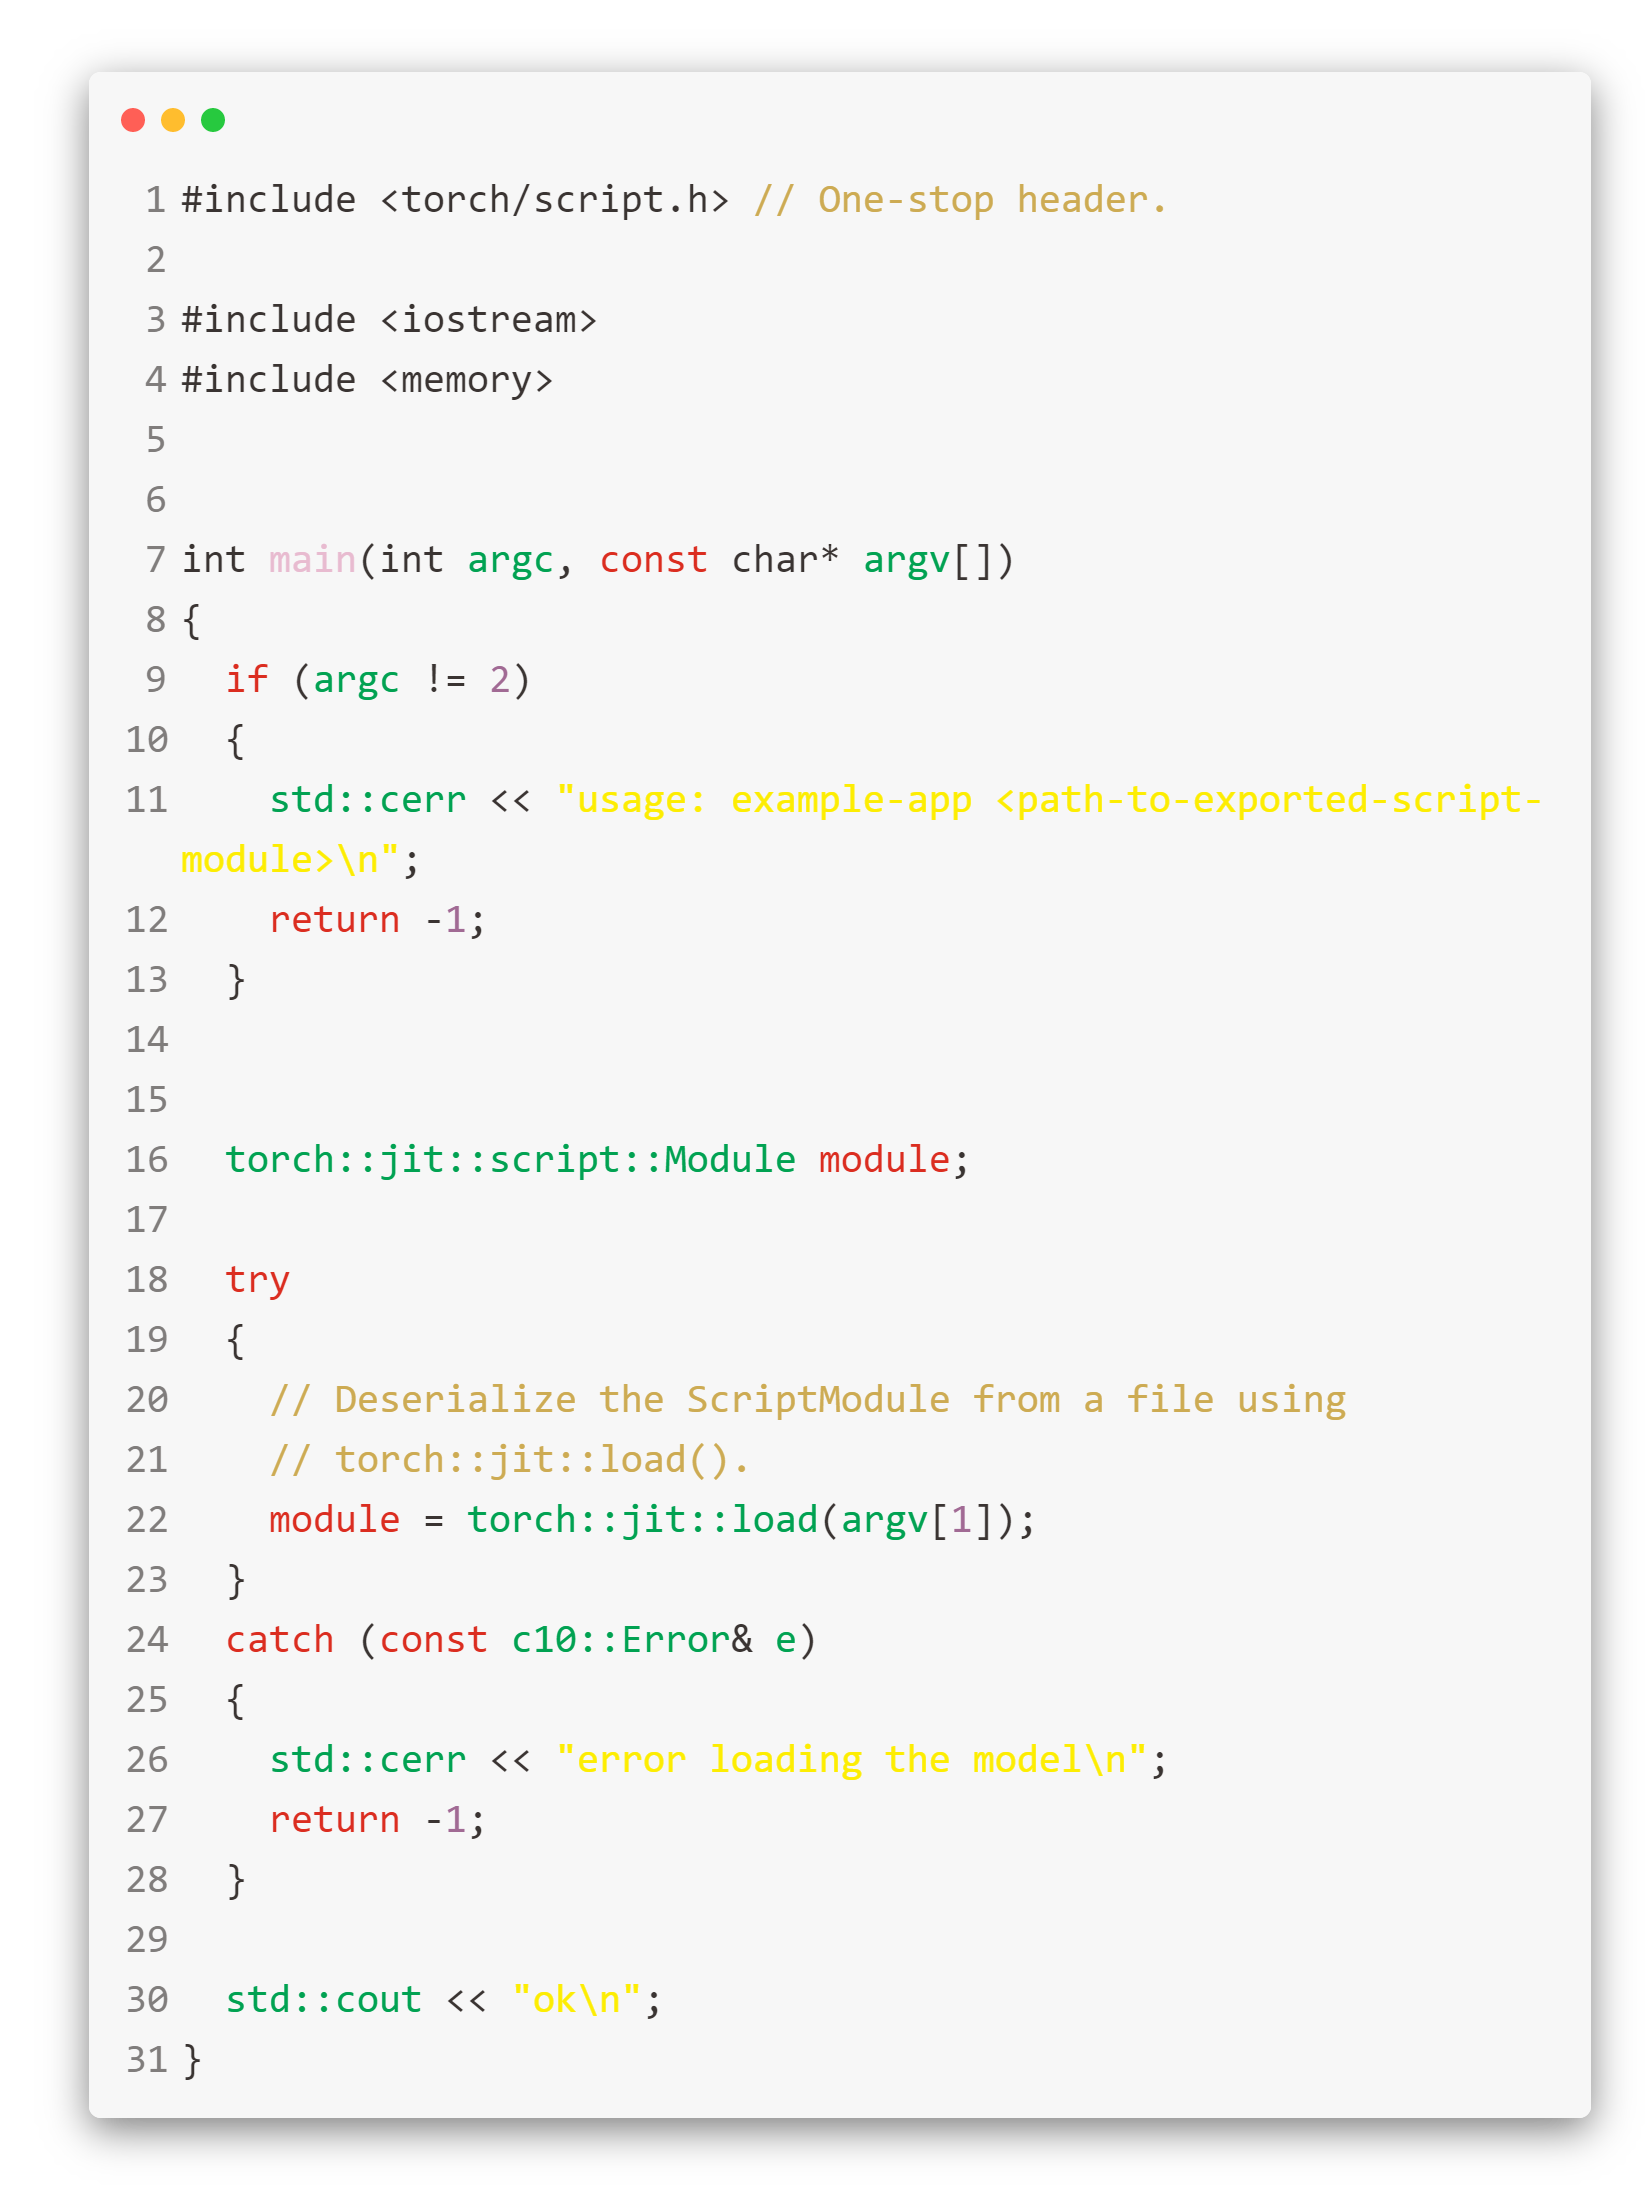 1 #include <torch/script.h> // One-stop header.
2
3 #include <iostream>
4 #include <memory>
5
6
7 int main(int argc, const char* argv[])
8 {
9   if (argc != 2)
10   {
11     std::cerr << "usage: example-app <path-to-exported-script-
module>\n";
12     return -1;
13   }
14
15
16   torch::jit::script::Module module;
17
18   try
19   {
20     // Deserialize the ScriptModule from a file using
21     // torch::jit::load().
22     module = torch::jit::load(argv[1]);
23   }
24   catch (const c10::Error& e)
25   {
26     std::cerr << "error loading the model\n";
27     return -1;
28   }
29
30   std::cout << "ok\n";
31 }